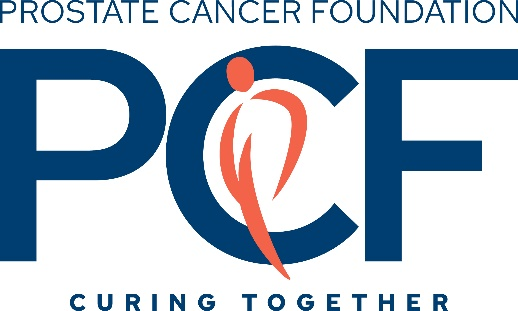 PROSTATE CANCER FOUNDATION
PCF
CURING TOGETHER